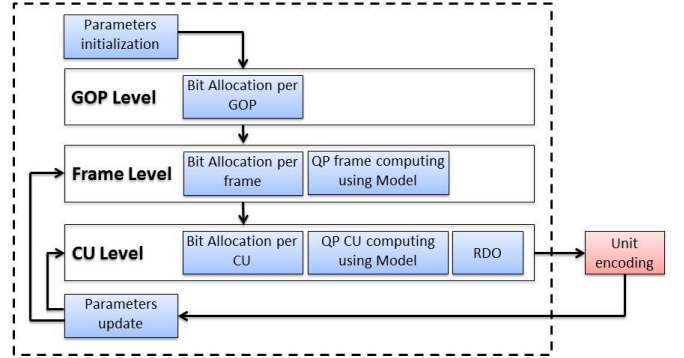 Parameters
initialization
GOP Level
Bit Allocation per
GOP
Frame Level
Bit Allocation per
frame
QP frame computing
using Model
CU Level
Bit Allocation per
CU
QP CU computing
using Model
RDO
Unit
encoding
Parameters
update